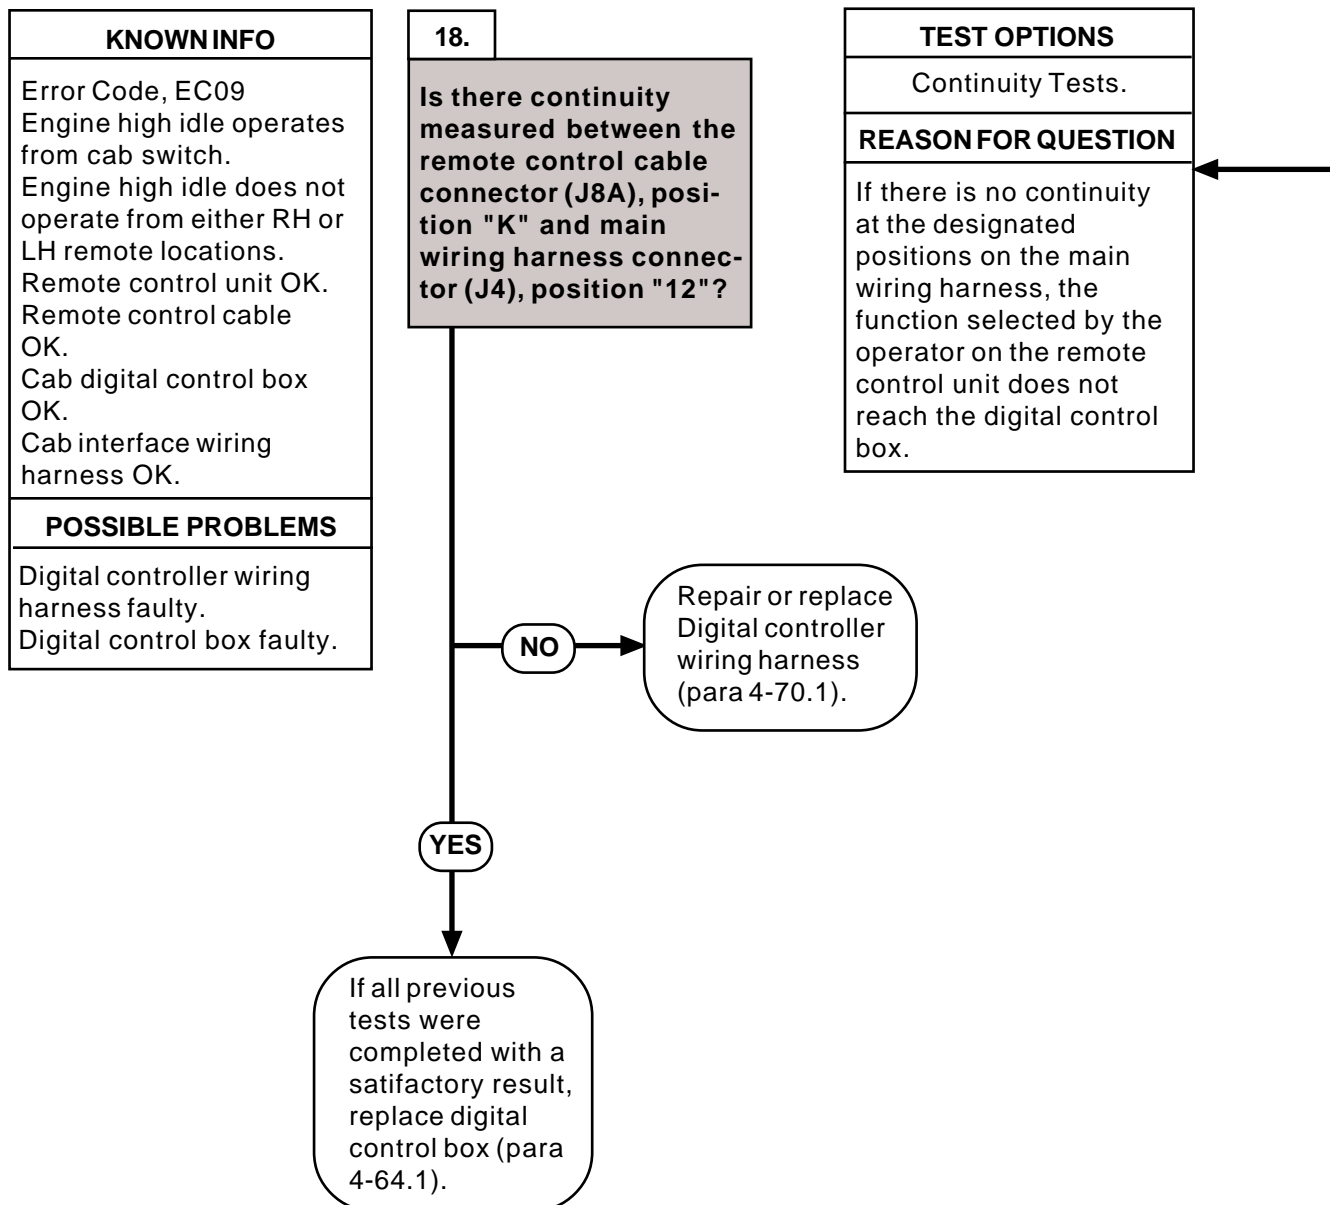 KNOWN INFO
Error Code, EC09
Engine high idle operates
from cab switch.
Engine high idle does not
operate from either RH or
LH remote locations.
Remote control unit OK.
Remote control cable
OK.
Cab digital control box
OK.
Cab interface wiring
harness OK.
POSSIBLE PROBLEMS
Digital controller wiring
harness faulty.
Digital control box faulty.
18.
Is there continuity
measured between the
remote control cable
connector (J8A), posi-
tion "K" and main
wiring harness connec-
tor (J4), position "12"?
TEST OPTIONS
Continuity Tests.
REASON FOR QUESTION
If there is no continuity
at the designated
positions on the main
wiring harness, the
function selected by the
operator on the remote
control unit does not
reach the digital control
box.
NO
Repair or replace
Digital controller
wiring harness
(para 4-70.1).
YES
If all previous
tests were
completed with a
satifactory result,
replace digital
control box (para
4-64.1).